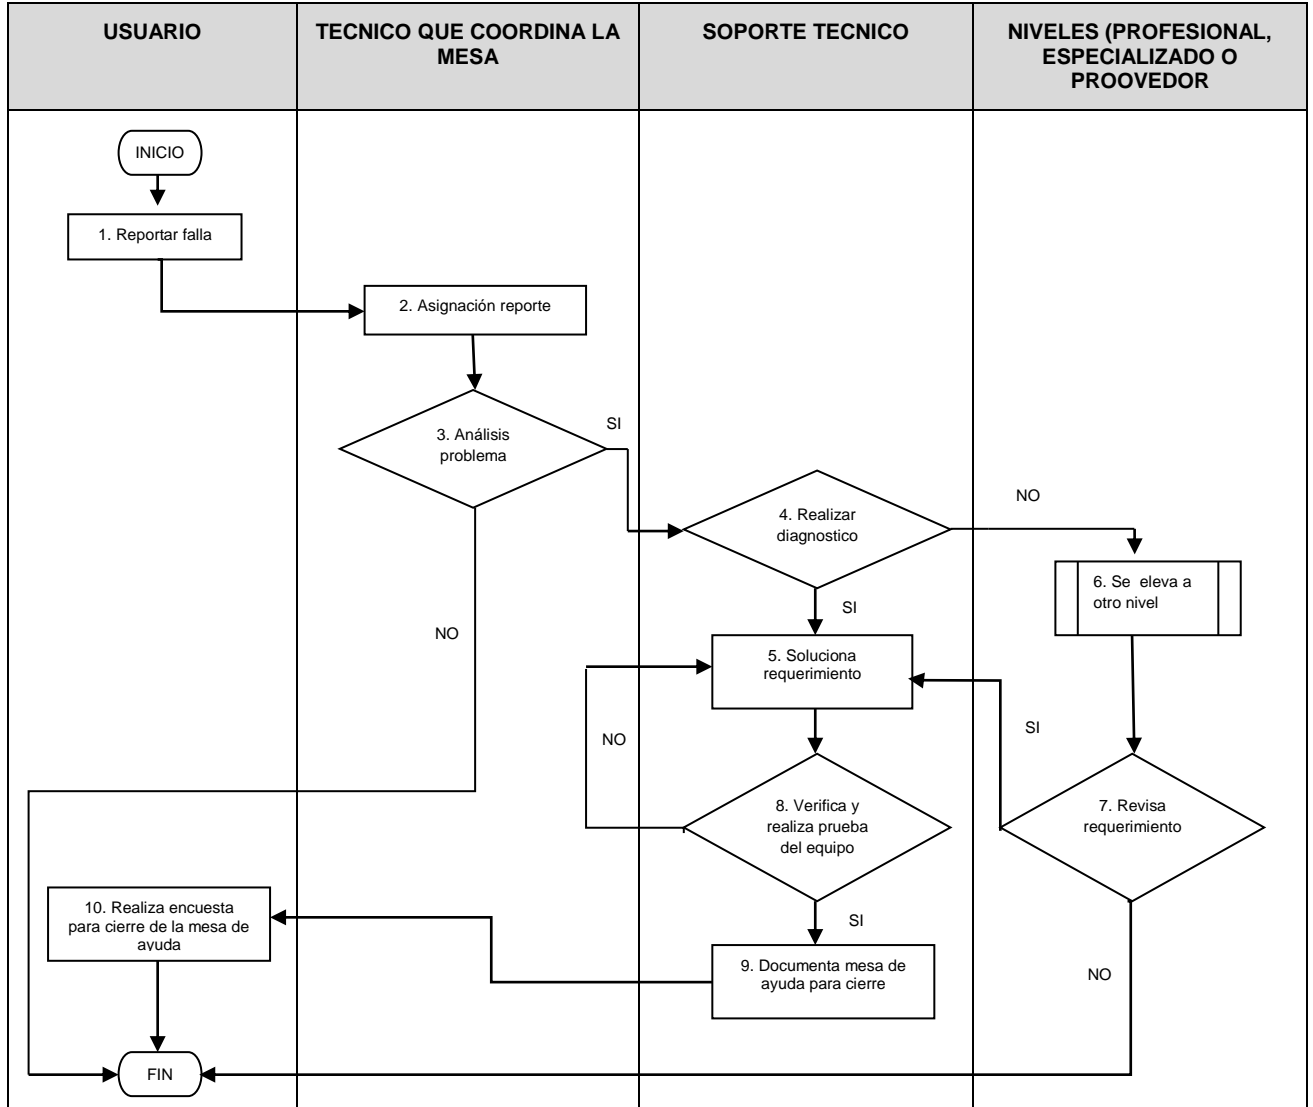 USUARIO
TECNICO QUE COORDINA LA
MESA
SOPORTE TECNICO
NIVELES (PROFESIONAL,
ESPECIALIZADO O
PROOVEDOR
INICIO
1. Reportar falla
2. Asignación reporte
3. Análisis
problema
SI
4. Realizar
diagnostico
NO
SI
6. Se  eleva a
otro nivel
NO
5. Soluciona
requerimiento
SI
NO
8. Verifica y
realiza prueba
del equipo
7. Revisa
requerimiento
10. Realiza encuesta
para cierre de la mesa de
ayuda
SI
9. Documenta mesa de
ayuda para cierre
NO
FIN